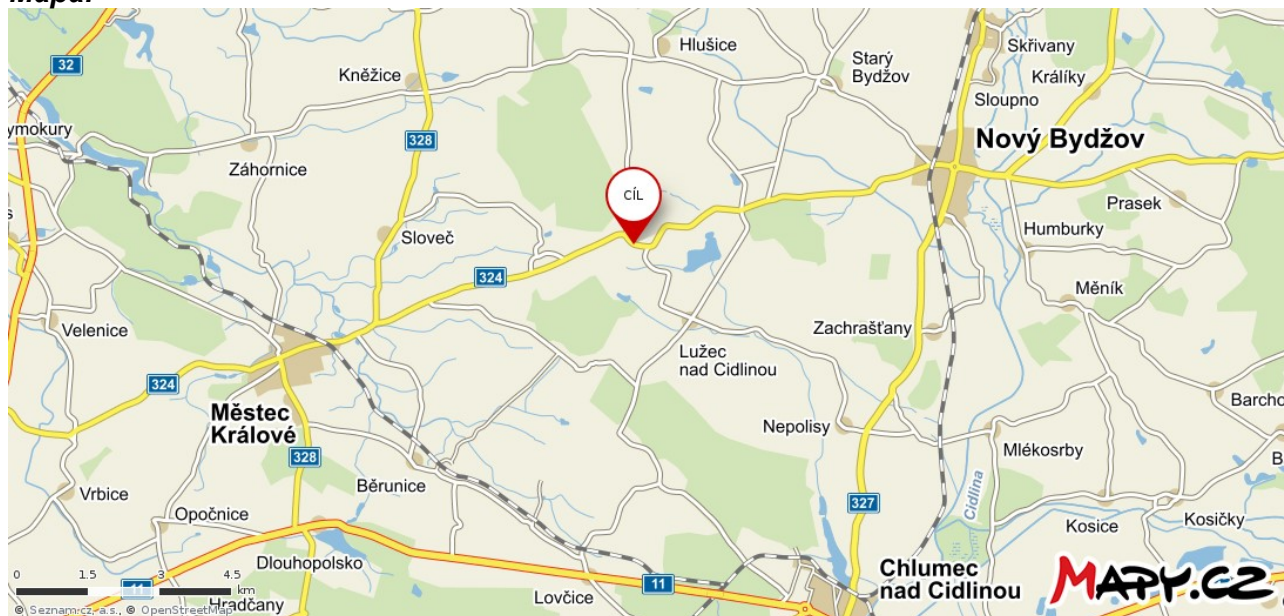 Mapa:
Hlušice
Skřivany
32
Kněžice
Starý
Bydžov
Králíky
Sloupno
ymokury
328
Nový Bydžov
Záhornice
CÍL
Prasek
s
Sloveč
Humburky
324
Měník
Velenice
Zachrašťany
Lužec
nad Cidlinou
324
Městec
Králové
Barcho
Nepolisy
Mlékosrby
328
B
Vrbice
Běrunice
Cidlina
327
Opočnice
Kosice
Kosičky
Dlouhopolsko
Chlumec
nad Cidlinou
MAPY.CZ
0 1.5 3 4.5
km
11
11
Hradčany
Lovčice
© Seznam.cz, a.s., © OpenStreetMap